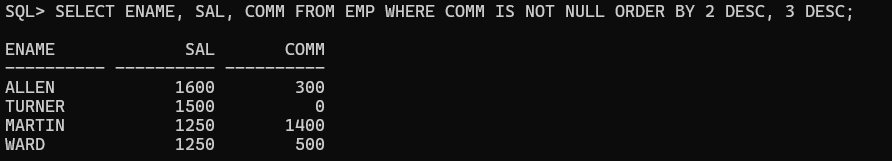 SQL> SELECT ENAME, SAL, COMM FROM EMP WHERE COMM IS NOT NULL ORDER BY 2 DESC, 3 DESC;
ENAME             SAL       COMM
---------- ---------- ----------
ALLEN            1600        300
TURNER           1500          0
MARTIN           1250       1400
WARD             1250        500